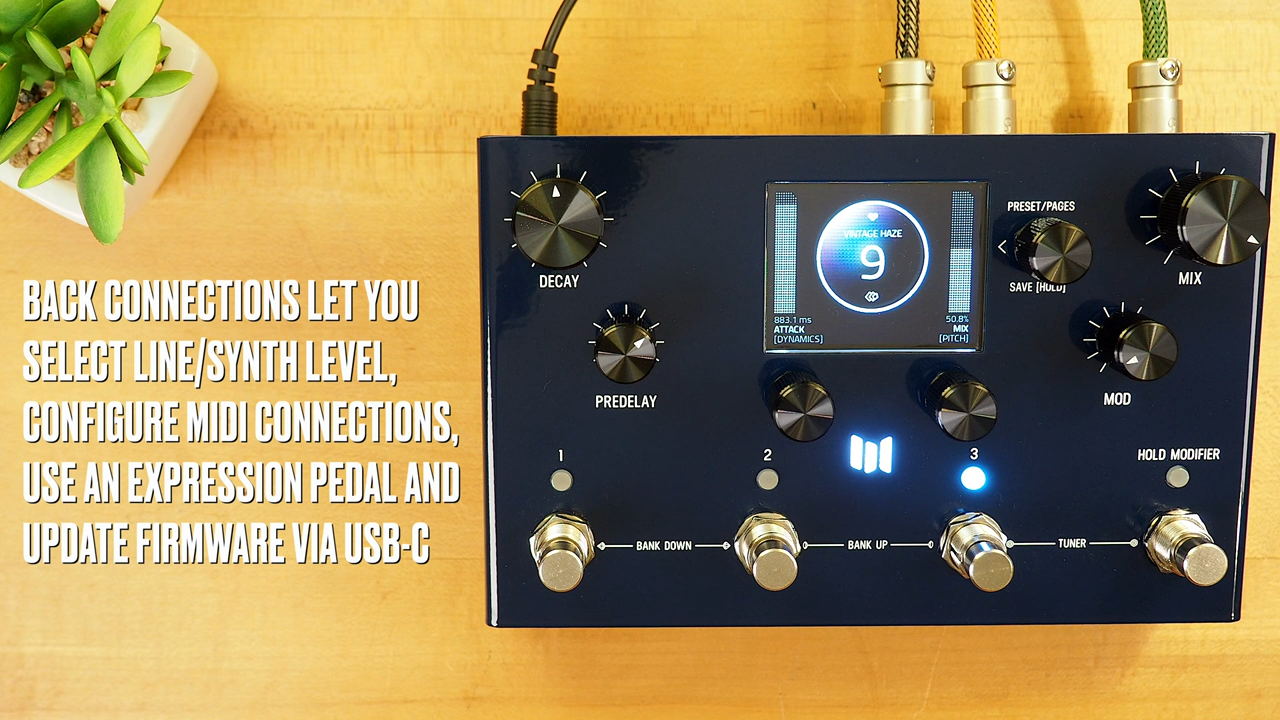 BACK CONNECTIONS LET YOU
SELECT LINE/SYNTH LEVEL,
CONFIGURE MIDI CONNECTIONS,
USE AN EXPRESSION PEDAL AND
UPDATE FIRMWARE VIA USB-C
DECAY
PREDELAY
VINTAGE HAZE
9
883.1 ms
ATTACK
[DYNAMICS]
50.8%
MIX
[PITCH]
PRESET/PAGES
SAVE [HOLD]
MIX
MOD
1
2
3
HOLD MODIFIER
BANK DOWN
BANK UP
TUNER